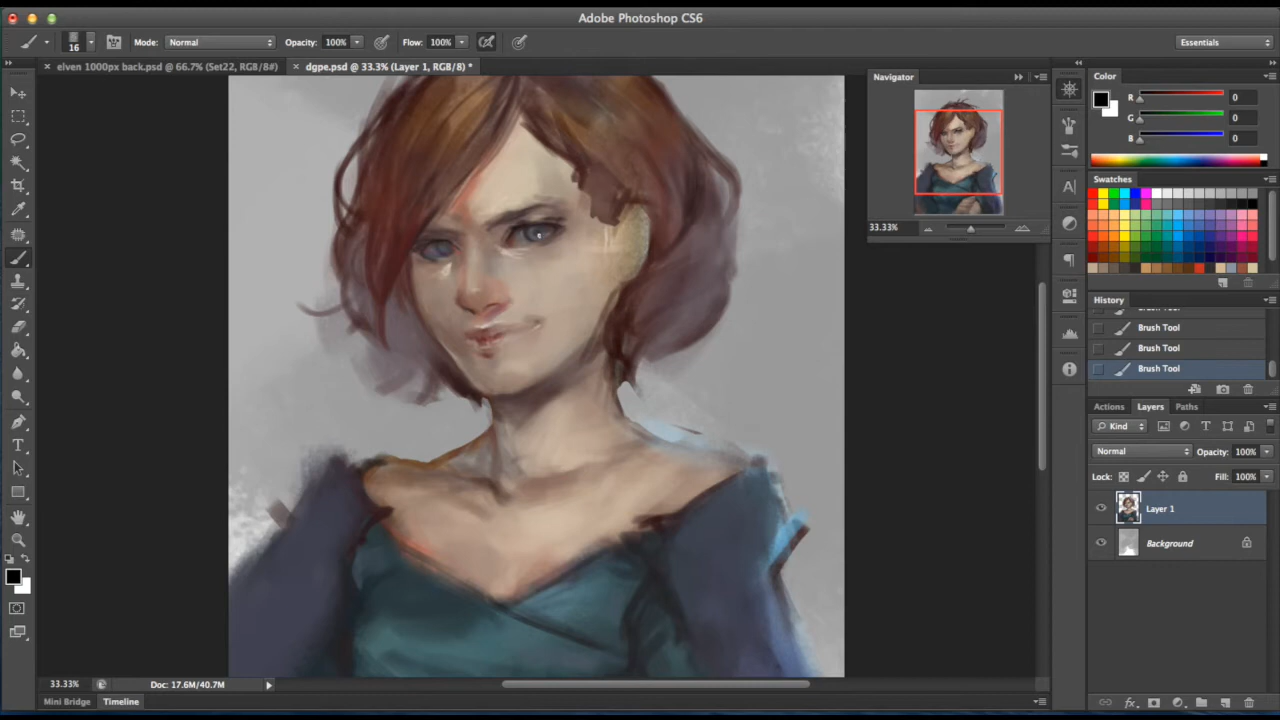 Adobe Photoshop CS6
16 Mode: Normal Opacity: 100% Flow: 100% Essentials
elven 1000px back.psd @ 66.7% (Set22, RGB/8#) dgpe.psd @ 33.3% (Layer 1, RGB/8) *
Navigator
33.33%
Color
R 0
G 0
B 0
Swatches
History
Brush Tool
Brush Tool
Brush Tool
Actions Layers Paths
Kind
Normal Opacity: 100%
Lock: Fill: 100%
Layer 1
Background
33.33% Doc: 17.6M/40.7M
Mini Bridge Timeline